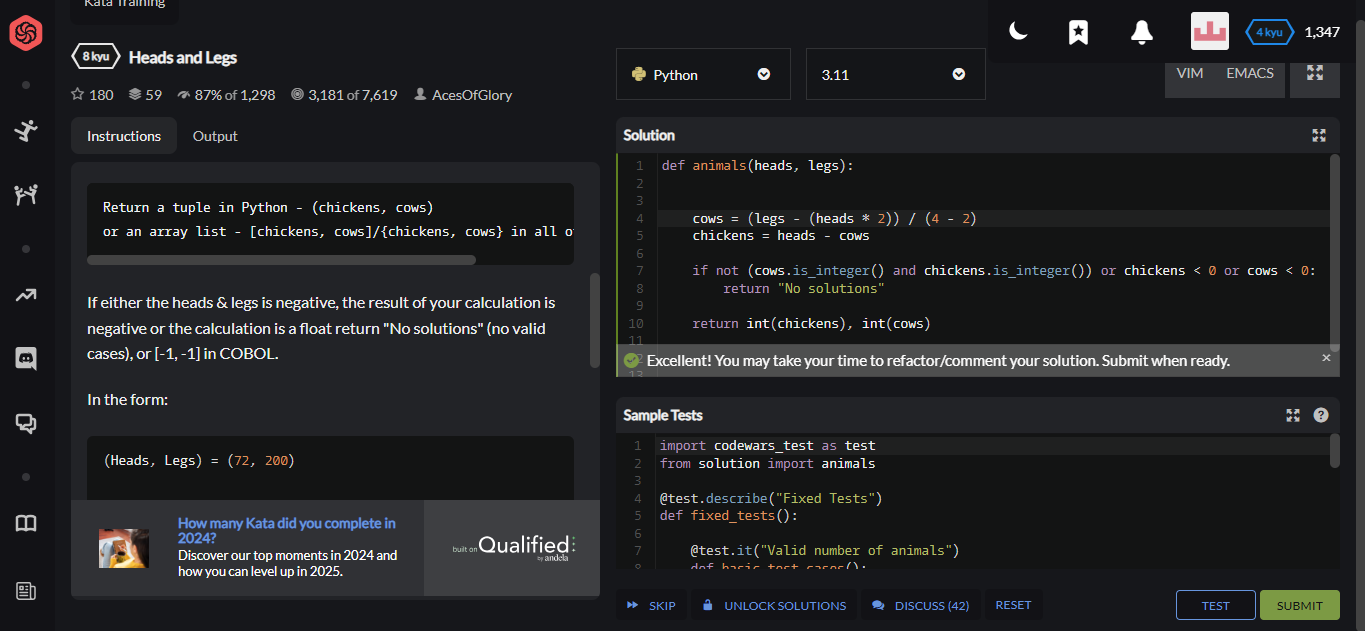 Kata Training
8 kyu Heads and Legs
180 59 87% of 1,298 3,181 of 7,619 AcesOfGlory
Instructions Output
Return a tuple in Python - (chickens, cows)
or an array list - [chickens, cows]/{chickens, cows} in all o
If either the heads & legs is negative, the result of your calculation is
negative or the calculation is a float return "No solutions" (no valid
cases), or [-1, -1] in COBOL.
In the form:
(Heads, Legs) = (72, 200)
How many Kata did you complete in
2024?
Discover our top moments in 2024 and
how you can level up in 2025.
built on Qualified
by andela
4 kyu 1,347
Python 3.11 VIM EMACS
Solution
1 def animals(heads, legs):
2
3
4 cows = (legs - (heads * 2)) / (4 - 2)
5 chickens = heads - cows
6
7 if not (cows.is_integer() and chickens.is_integer()) or chickens < 0 or cows < 0:
8 return "No solutions"
9
10 return int(chickens), int(cows)
11
12
Excellent! You may take your time to refactor/comment your solution. Submit when ready.
13
Sample Tests
1 import codewars_test as test
2 from solution import animals
3
4 @test.describe("Fixed Tests")
5 def fixed_tests():
6
7 @test.it("Valid number of animals")
8 def basic_test_cases():
SKIP UNLOCK SOLUTIONS DISCUSS (42) RESET TEST SUBMIT